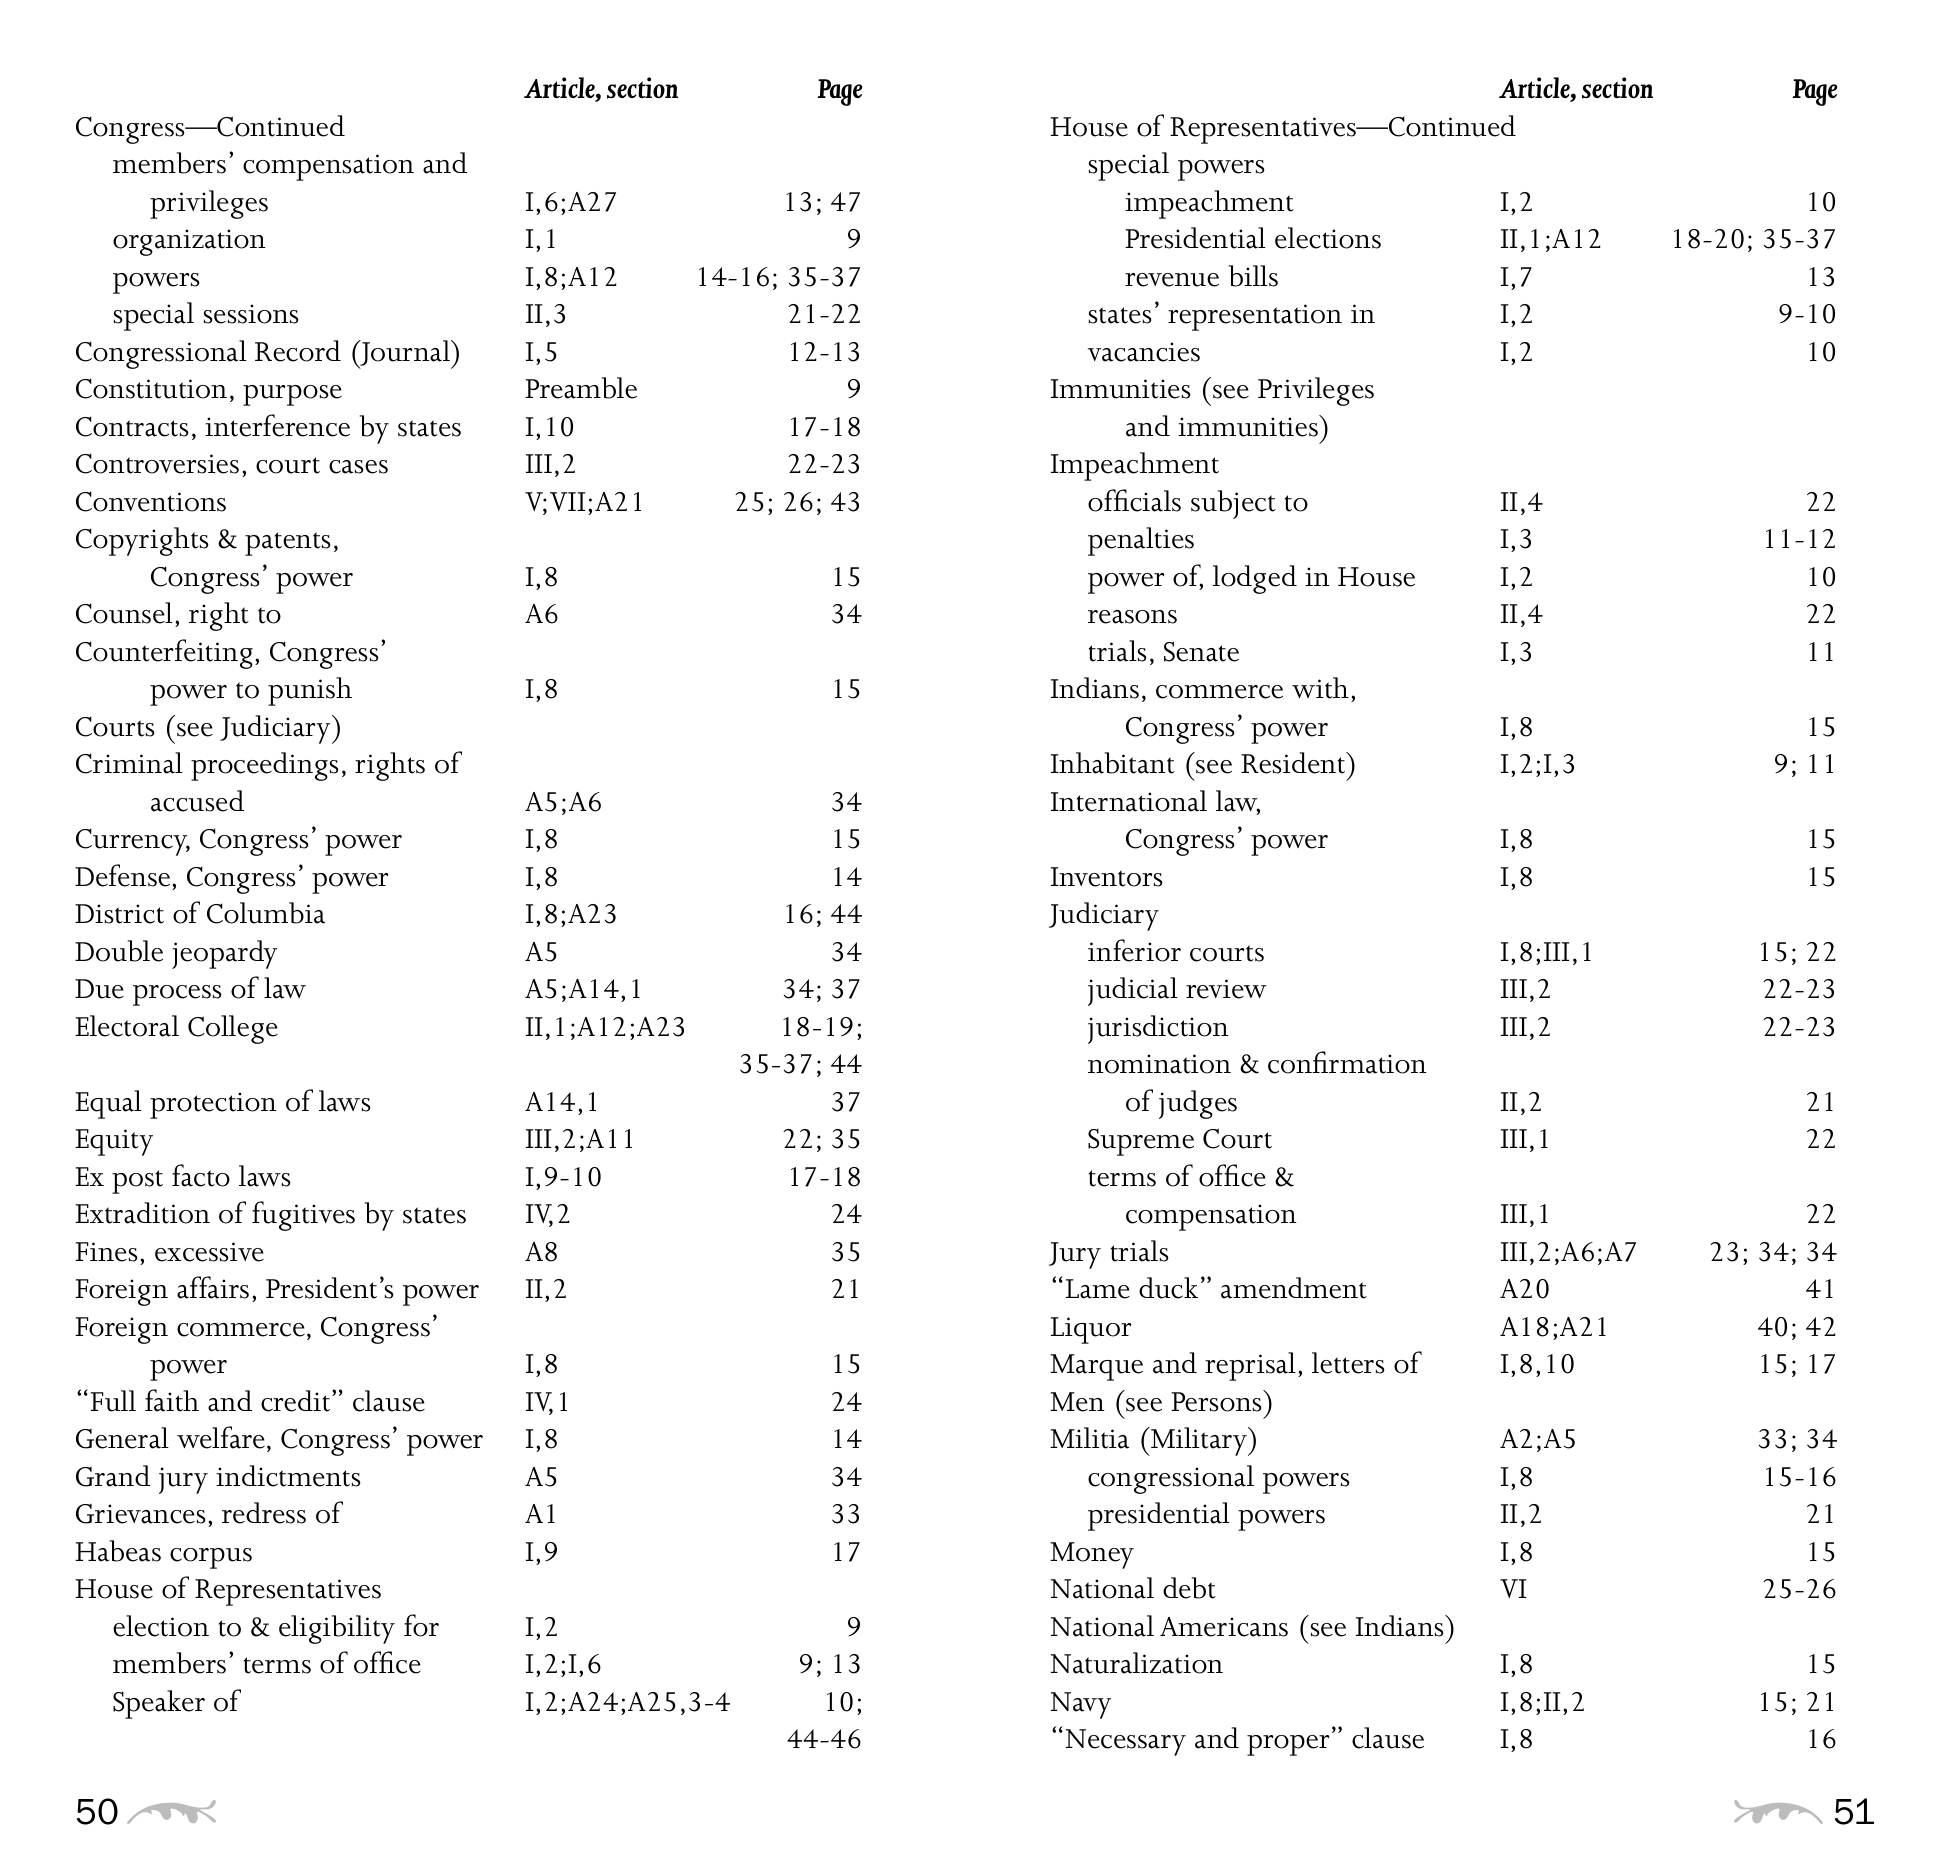 Article, section Page
Congress—Continued
members’ compensation and
privileges I,6;A27 13; 47
organization I,1 9
powers I,8;A12 14-16; 35-37
special sessions II,3 21-22
Congressional Record (Journal) I,5 12-13
Constitution, purpose Preamble 9
Contracts, interference by states I,10 17-18
Controversies, court cases III,2 22-23
Conventions V;VII;A21 25; 26; 43
Copyrights & patents,
Congress’ power I,8 15
Counsel, right to A6 34
Counterfeiting, Congress’
power to punish I,8 15
Courts (see Judiciary)
Criminal proceedings, rights of
accused A5;A6 34
Currency, Congress’ power I,8 15
Defense, Congress’ power I,8 14
District of Columbia I,8;A23 16; 44
Double jeopardy A5 34
Due process of law A5;A14,1 34; 37
Electoral College II,1;A12;A23 18-19;
35-37; 44
Equal protection of laws A14,1 37
Equity III,2;A11 22; 35
Ex post facto laws I,9-10 17-18
Extradition of fugitives by states IV,2 24
Fines, excessive A8 35
Foreign affairs, President’s power II,2 21
Foreign commerce, Congress’
power I,8 15
“Full faith and credit” clause IV,1 24
General welfare, Congress’ power I,8 14
Grand jury indictments A5 34
Grievances, redress of A1 33
Habeas corpus I,9 17
House of Representatives
election to & eligibility for I,2 9
members’ terms of office I,2;I,6 9; 13
Speaker of I,2;A24;A25,3-4 10;
44-46
50
Article, section Page
House of Representatives—Continued
special powers
impeachment I,2 10
Presidential elections II,1;A12 18-20; 35-37
revenue bills I,7 13
states’ representation in I,2 9-10
vacancies I,2 10
Immunities (see Privileges
and immunities)
Impeachment
officials subject to II,4 22
penalties I,3 11-12
power of, lodged in House I,2 10
reasons II,4 22
trials, Senate I,3 11
Indians, commerce with,
Congress’ power I,8 15
Inhabitant (see Resident) I,2;I,3 9; 11
International law,
Congress’ power I,8 15
Inventors I,8 15
Judiciary
inferior courts I,8;III,1 15; 22
judicial review III,2 22-23
jurisdiction III,2 22-23
nomination & confirmation
of judges II,2 21
Supreme Court III,1 22
terms of office &
compensation III,1 22
Jury trials III,2;A6;A7 23; 34; 34
“Lame duck” amendment A20 41
Liquor A18;A21 40; 42
Marque and reprisal, letters of I,8,10 15; 17
Men (see Persons)
Militia (Military) A2;A5 33; 34
congressional powers I,8 15-16
presidential powers II,2 21
Money I,8 15
National debt VI 25-26
National Americans (see Indians)
Naturalization I,8 15
Navy I,8;II,2 15; 21
“Necessary and proper” clause I,8 16
51